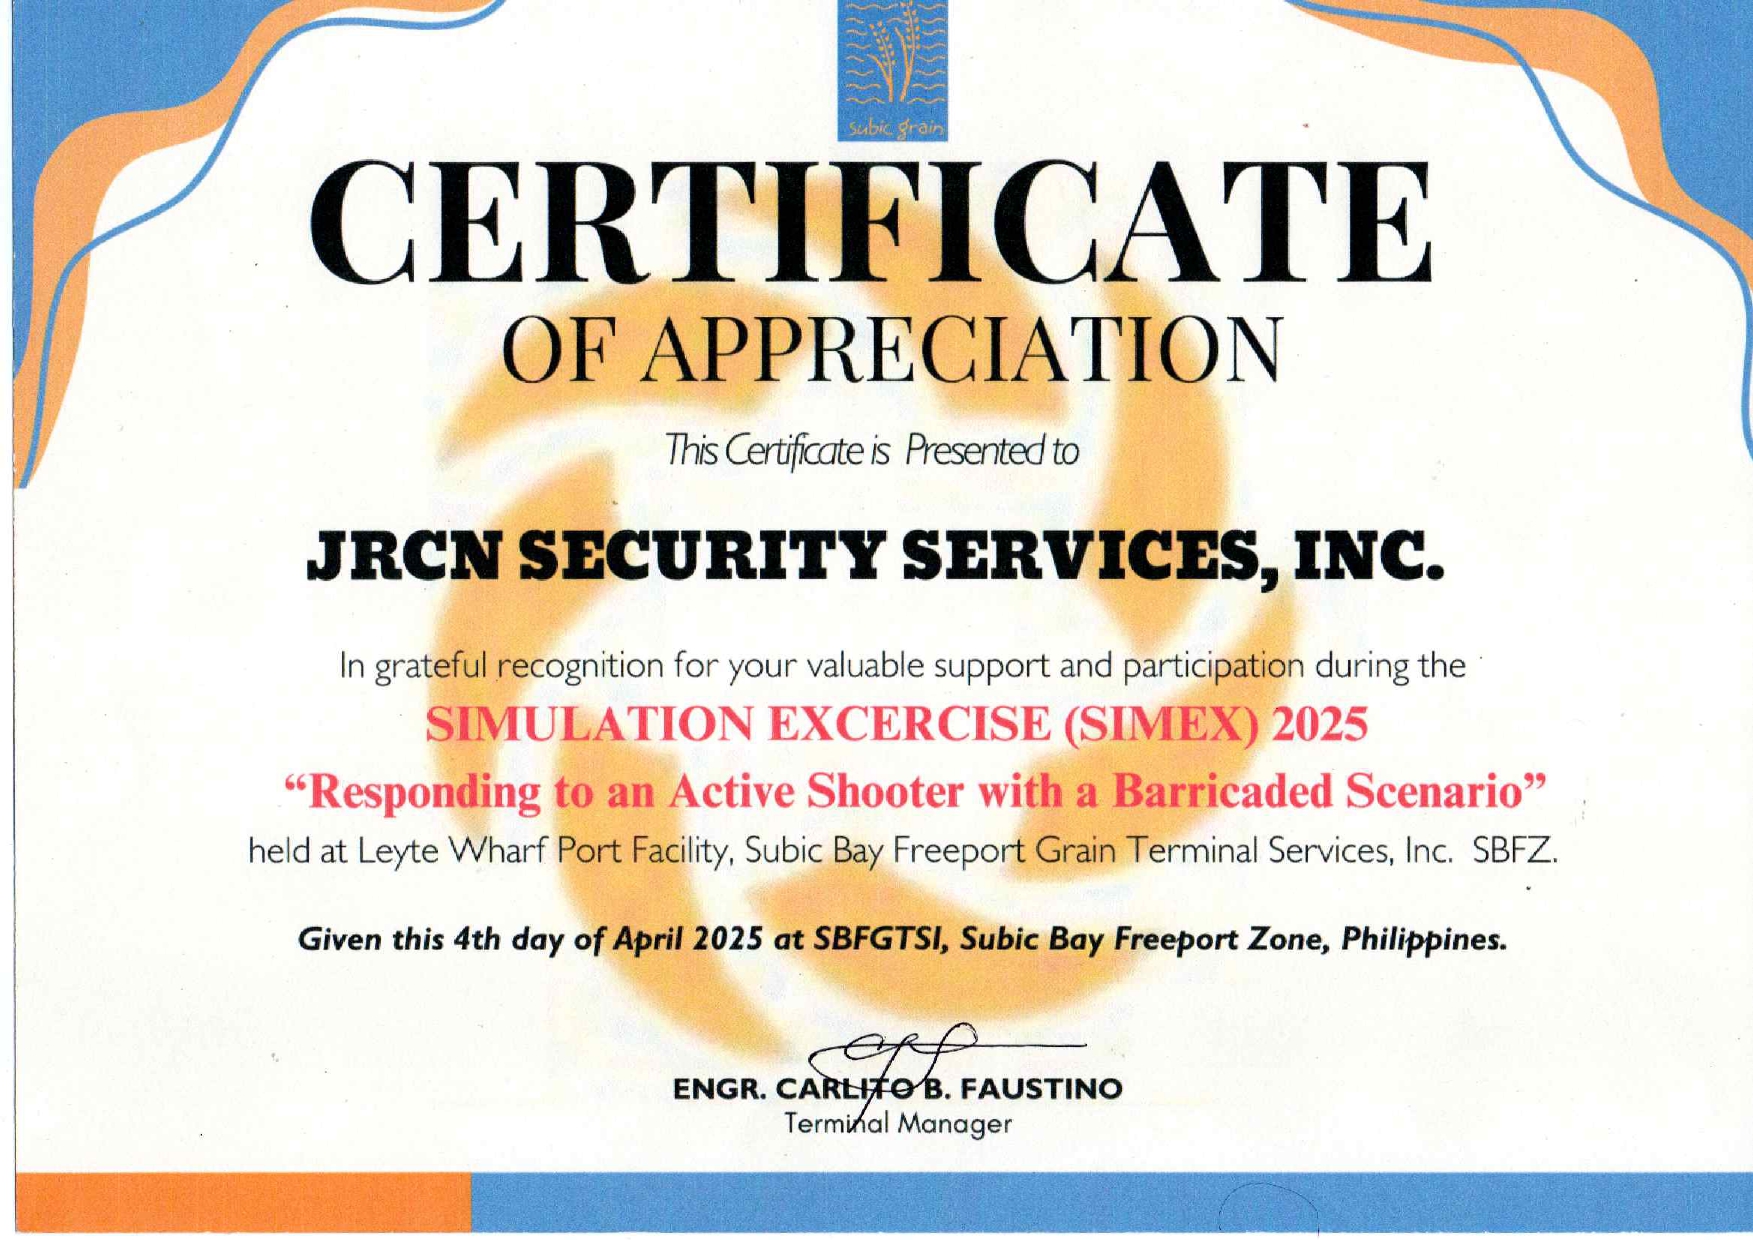 subic grain
CERTIFICATE
OF APPRECIATION
This Certificate is Presented to
JRCN SECURITY SERVICES, INC.
In grateful recognition for your valuable support and participation during the
SIMULATION EXCERCISE (SIMEX) 2025
“Responding to an Active Shooter with a Barricaded Scenario”
held at Leyte Wharf Port Facility, Subic Bay Freeport Grain Terminal Services, Inc. SBFZ.
Given this 4th day of April 2025 at SBFGTSI, Subic Bay Freeport Zone, Philippines.
ENGR. CARLITO B. FAUSTINO
Terminal Manager